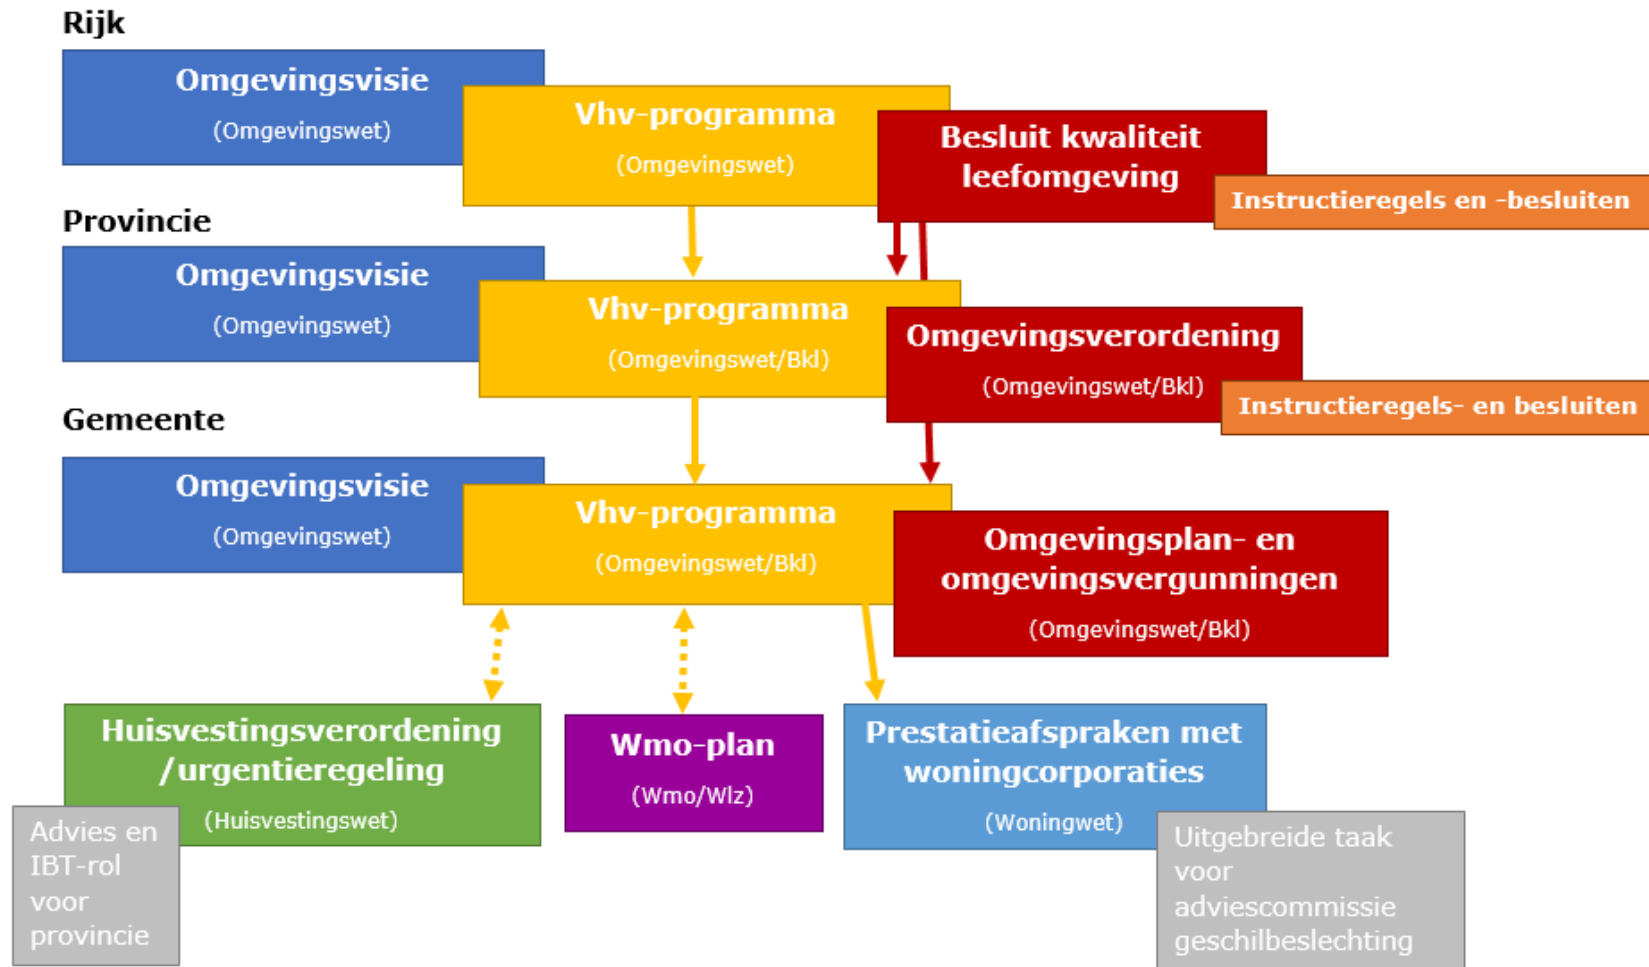 Rijk
Omgevingsvisie
(Omgevingswet)
Vhv-programma
(Omgevingswet)
Besluit kwaliteit
leefomgeving
Instructieregels en -besluiten
Provincie
Omgevingsvisie
(Omgevingswet)
Vhv-programma
(Omgevingswet/Bkl)
Omgevingsverordening
(Omgevingswet/Bkl)
Instructieregels- en besluiten
Gemeente
Omgevingsvisie
(Omgevingswet)
Vhv-programma
(Omgevingswet/Bkl)
Omgevingsplan- en
omgevingsvergunningen
(Omgevingswet/Bkl)
Huisvestingsverordening
/urgentieregeling
(Huisvestingswet)
Advies en
IBT-rol
voor
provincie
Wmo-plan
(Wmo/Wlz)
Prestatieafspraken met
woningcorporaties
(Woningwet)
Uitgebreide taak
voor
adviescommissie
geschilbeslechting